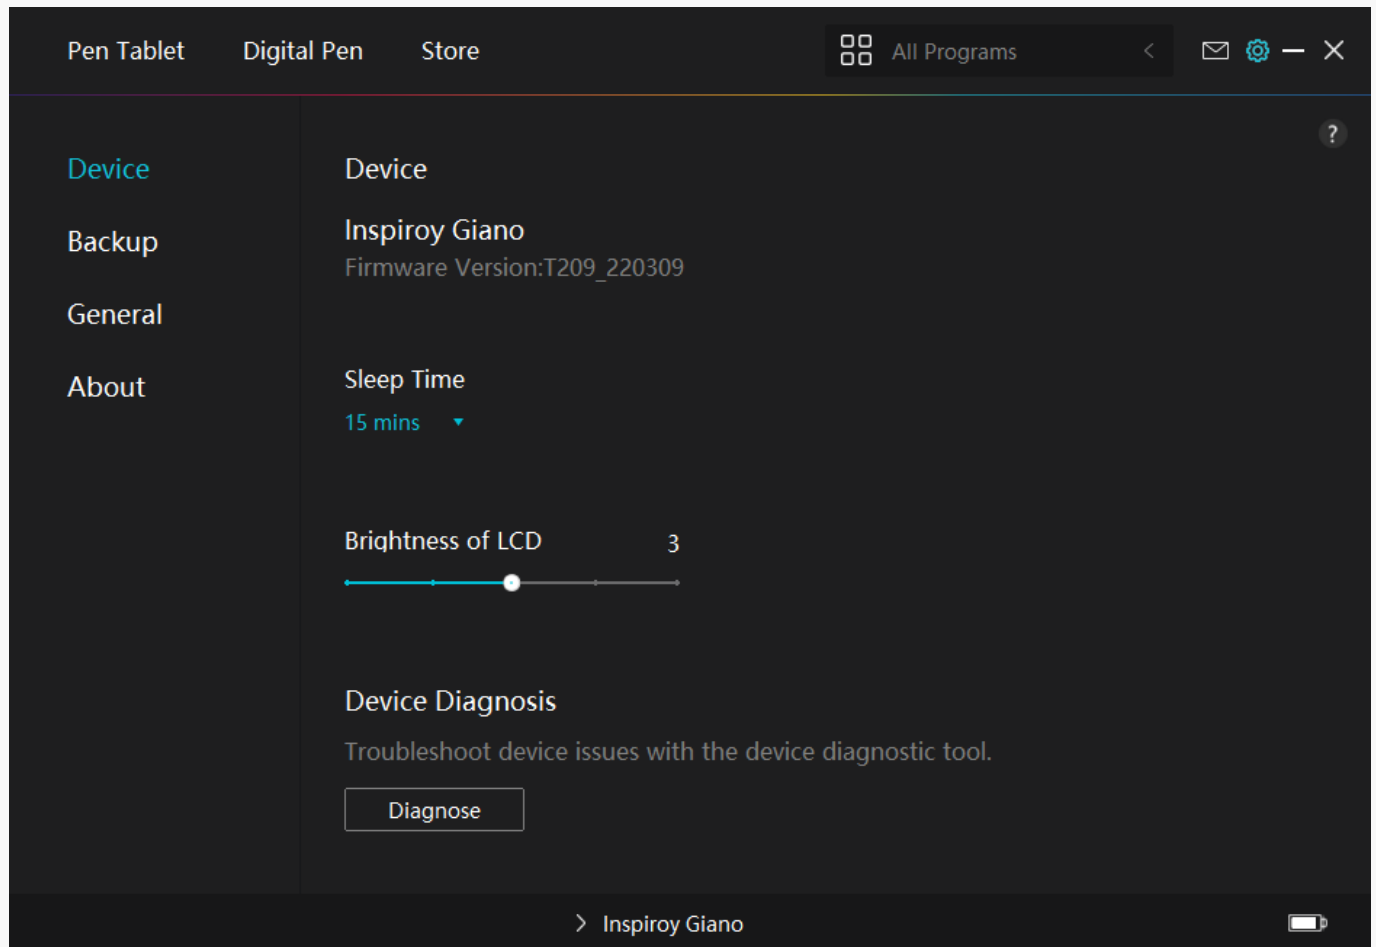 Pen Tablet
Digital Pen
Store
All Programs
?
Device
Backup
General
About
Device
Inspiroy Giano
Firmware Version:T209_220309
Sleep Time
15 mins
Brightness of LCD
3
Device Diagnosis
Troubleshoot device issues with the device diagnostic tool.
Diagnose
Inspiroy Giano